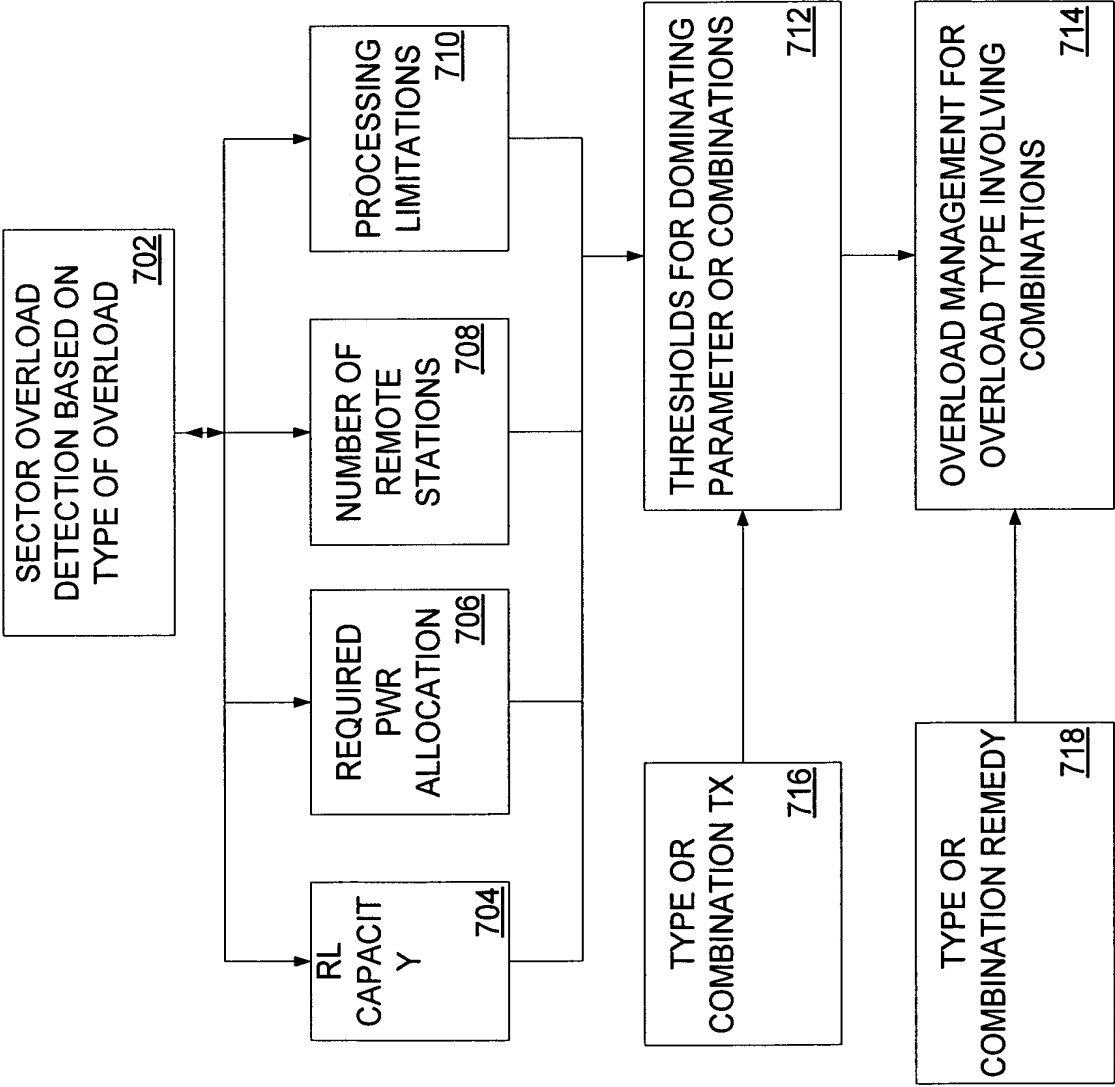 SECTOR OVERLOAD
DETECTION BASED ON
TYPE OF OVERLOAD
702
RL
CAPACIT
Y
704
REQUIRED
PWR
ALLOCATION
706
NUMBER OF
REMOTE
STATIONS
708
PROCESSING
LIMITATIONS
710
TYPE OR
COMBINATION TX
716
THRESHOLDS FOR DOMINATING
PARAMETER OR COMBINATIONS
712
TYPE OR
COMBINATION REMEDY
718
OVERLOAD MANAGEMENT FOR
OVERLOAD TYPE INVOLVING
COMBINATIONS
714